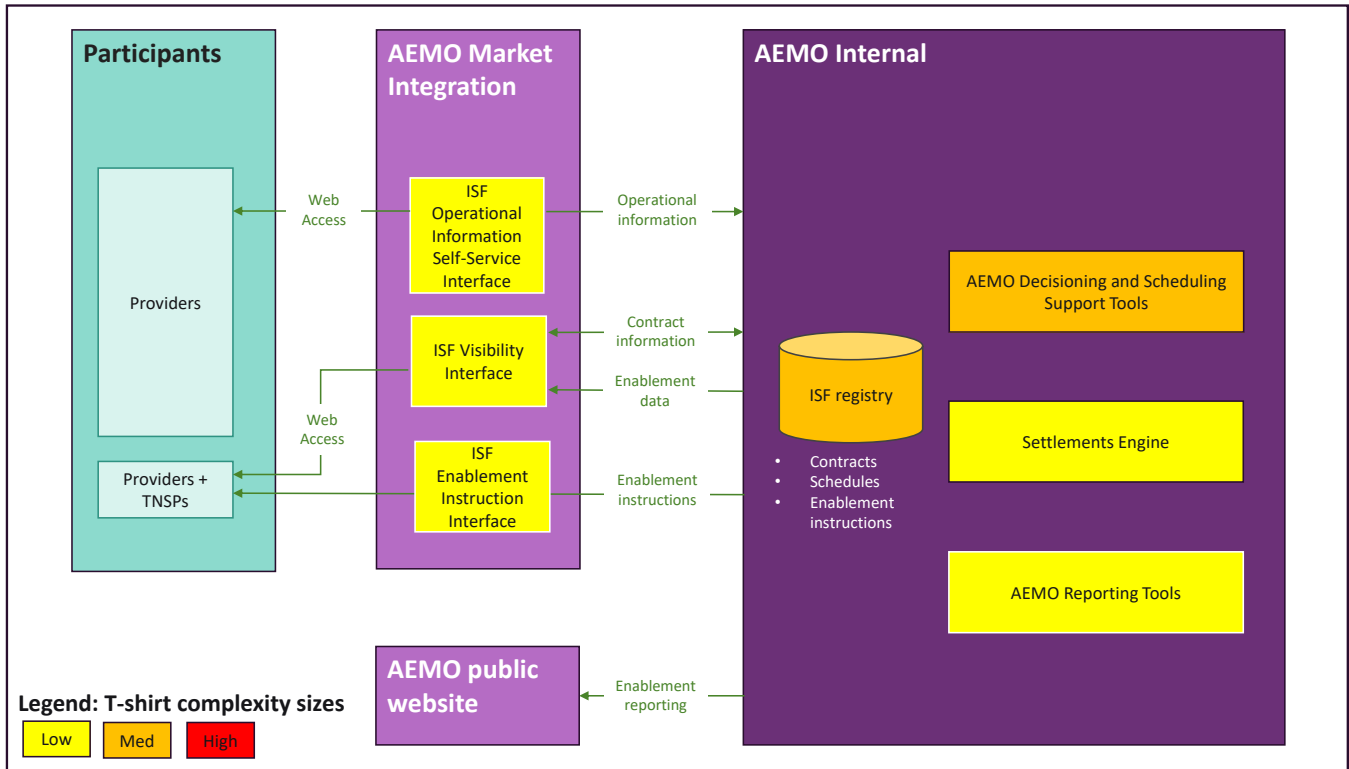 Participants
AEMO Market
Integration
AEMO Internal
Providers
Web
Access
ISF
Operational
Information
Self-Service
Interface
Operational
information
AEMO Decisioning and Scheduling
Support Tools
ISF Visibility
Interface
Contract
information
Enablement
data
ISF registry
Web
Access
Settlements Engine
Providers +
TNSPs
ISF
Enablement
Instruction
Interface
Enablement
instructions
• Contracts
• Schedules
• Enablement
instructions
AEMO Reporting Tools
AEMO public
website
Enablement
reporting
Legend: T-shirt complexity sizes
Low
Med
High